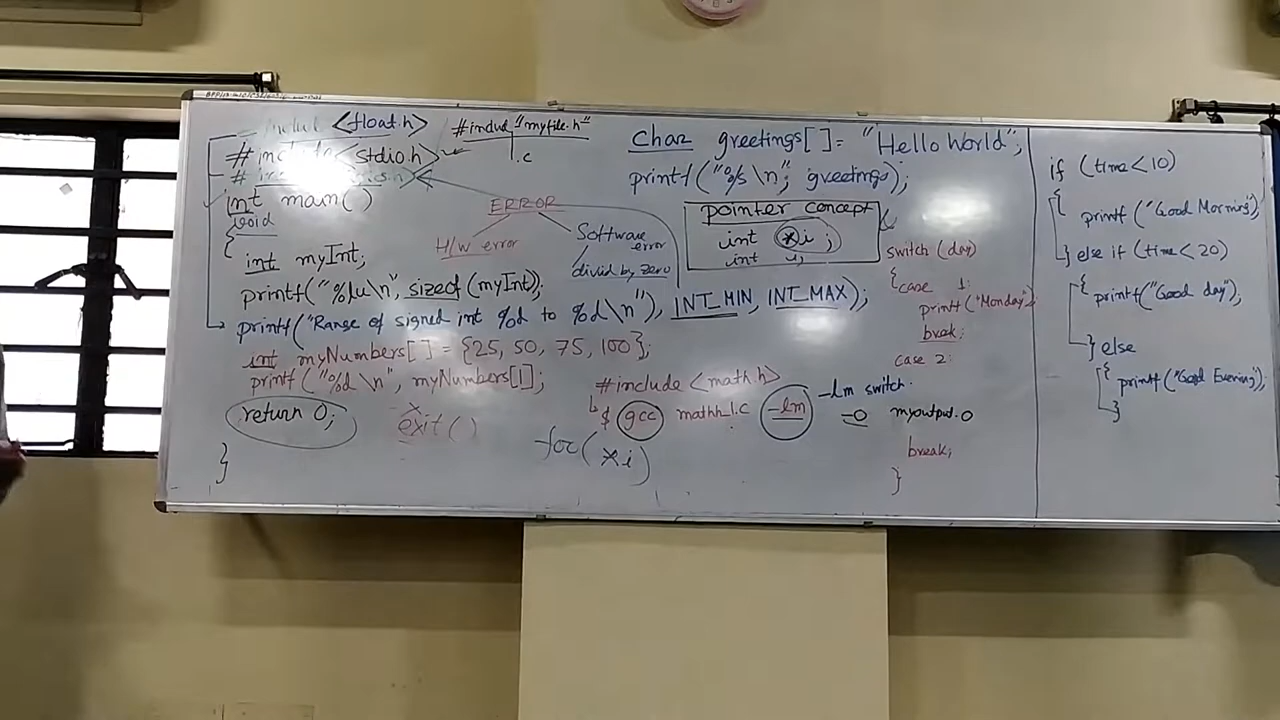 <float.h>
#includ "myfile.h"
.c
#include <stdio.h>
int main()
void
{
int myInt;
printf("%lu\n", sizeof (myInt);
printf("Range of signed int %d to %d\n"), INT_MIN, INT_MAX);
int myNumbers[] = {25, 50, 75, 100};
printf("%d \n", myNumbers[1];
return 0;
exit()
}
ERROR
H/W error
Software error
divid by zero
char greetings[] = "Hello World";
printf("%s \n"; greetings);
pointer concept
int *i ;
int i;
#include <math.h>
$ gcc mathh_1.c -lm -o myoutput.o
-lm switch.
for( *i )
switch (day)
{case 1:
print ("Monday")
break;
case 2:
break;
}
if (time < 10)
{
printf ("Good Morning");
} else if (time < 20)
{ printf("Good day"),
} else
{ printf("Good Evening"),
}